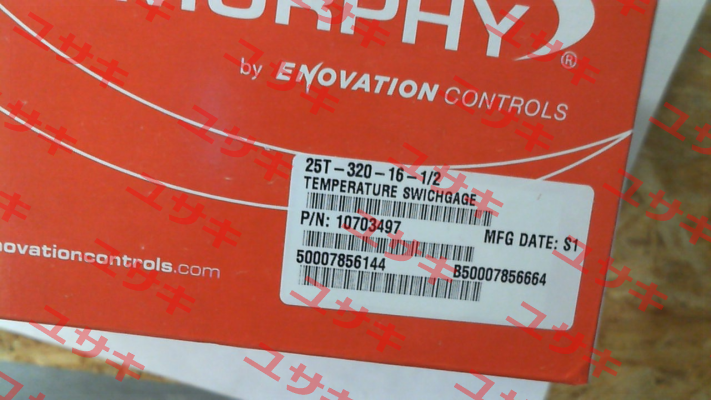 MURPHY
®
by ENOVATION CONTROLS
25T-320-16-1/2
TEMPERATURE SWICHGAGE
P/N: 10703497
MFG DATE: S1
50007856144
B50007856664
novationcontrols.com
ユサキ